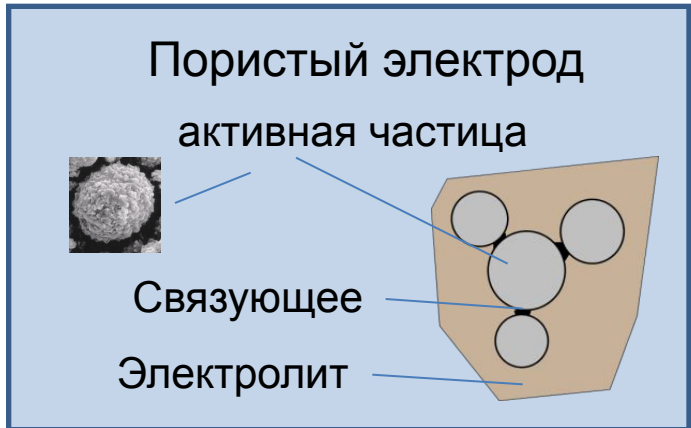 Пористый электрод
активная частица
Связующее
Электролит